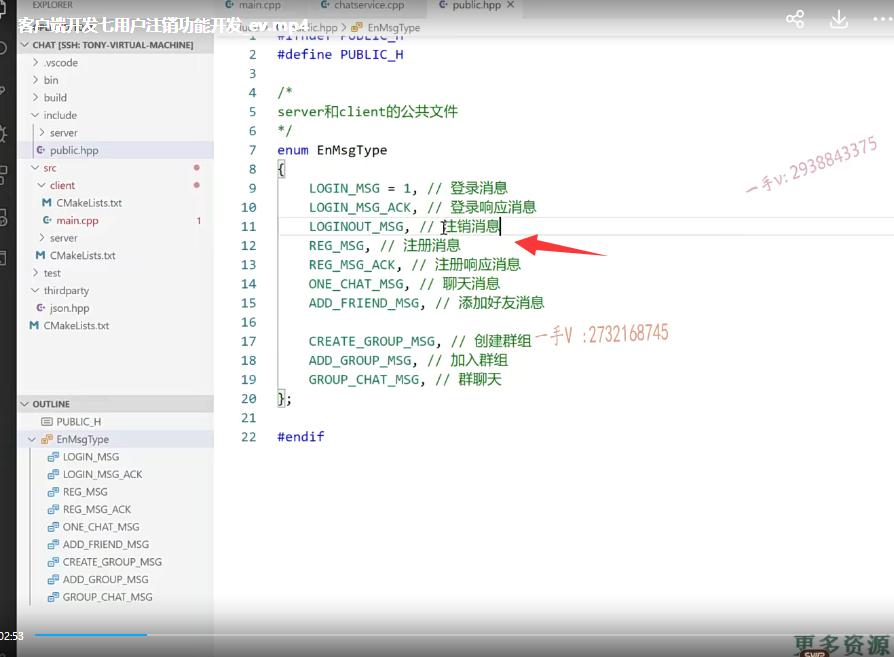 EXPLORER
main.cpp
chatservice.cpp
public.hpp
客户端开发七用户注销功能开发_ev.mp4
public.hpp > EnMsgType
CHAT [SSH: TONY-VIRTUAL-MACHINE]
.vscode
bin
build
include
server
public.hpp
src
client
CMakeLists.txt
main.cpp 1
server
CMakeLists.txt
test
thirdparty
json.hpp
CMakeLists.txt
OUTLINE
PUBLIC_H
EnMsgType
LOGIN_MSG
LOGIN_MSG_ACK
REG_MSG
REG_MSG_ACK
ONE_CHAT_MSG
ADD_FRIEND_MSG
CREATE_GROUP_MSG
ADD_GROUP_MSG
GROUP_CHAT_MSG
1 #ifndef PUBLIC_H
2 #define PUBLIC_H
3
4 /*
5 server和client的公共文件
6 */
7 enum EnMsgType
8 {
9 LOGIN_MSG = 1, // 登录消息
10 LOGIN_MSG_ACK, // 登录响应消息
11 LOGINOUT_MSG, // 注销消息
12 REG_MSG, // 注册消息
13 REG_MSG_ACK, // 注册响应消息
14 ONE_CHAT_MSG, // 聊天消息
15 ADD_FRIEND_MSG, // 添加好友消息
16
17 CREATE_GROUP_MSG, // 创建群组
18 ADD_GROUP_MSG, // 加入群组
19 GROUP_CHAT_MSG, // 群聊天
20 };
21
22 #endif
一手v: 2938843375
一手V :2732168745
02:53
更多资源